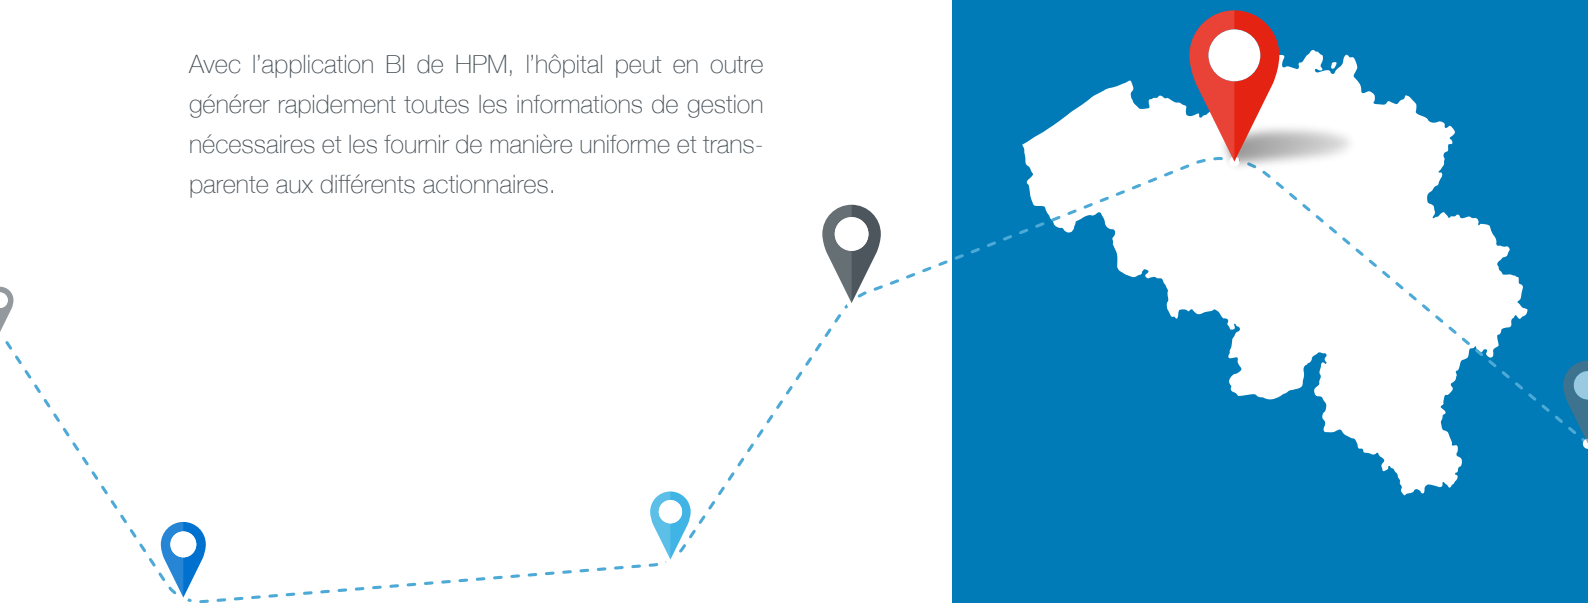 Avec l’application BI de HPM, l’hôpital peut en outre
générer rapidement toutes les informations de gestion
nécessaires et les fournir de manière uniforme et trans-
parente aux différents actionnaires.